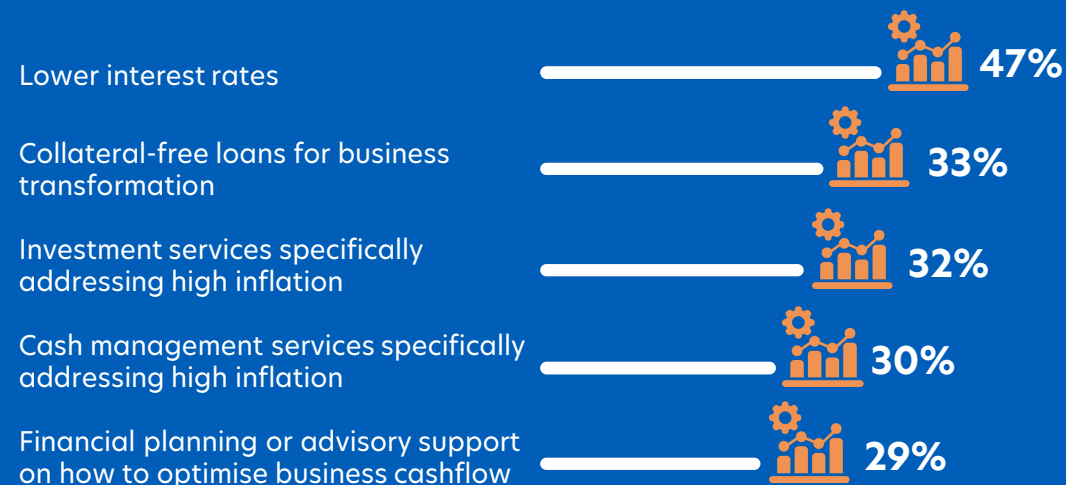 Lower interest rates
47%
Collateral-free loans for business
transformation
33%
Investment services specifically
addressing high inflation
32%
Cash management services specifically
addressing high inflation
30%
Financial planning or advisory support
on how to optimise business cashflow
29%